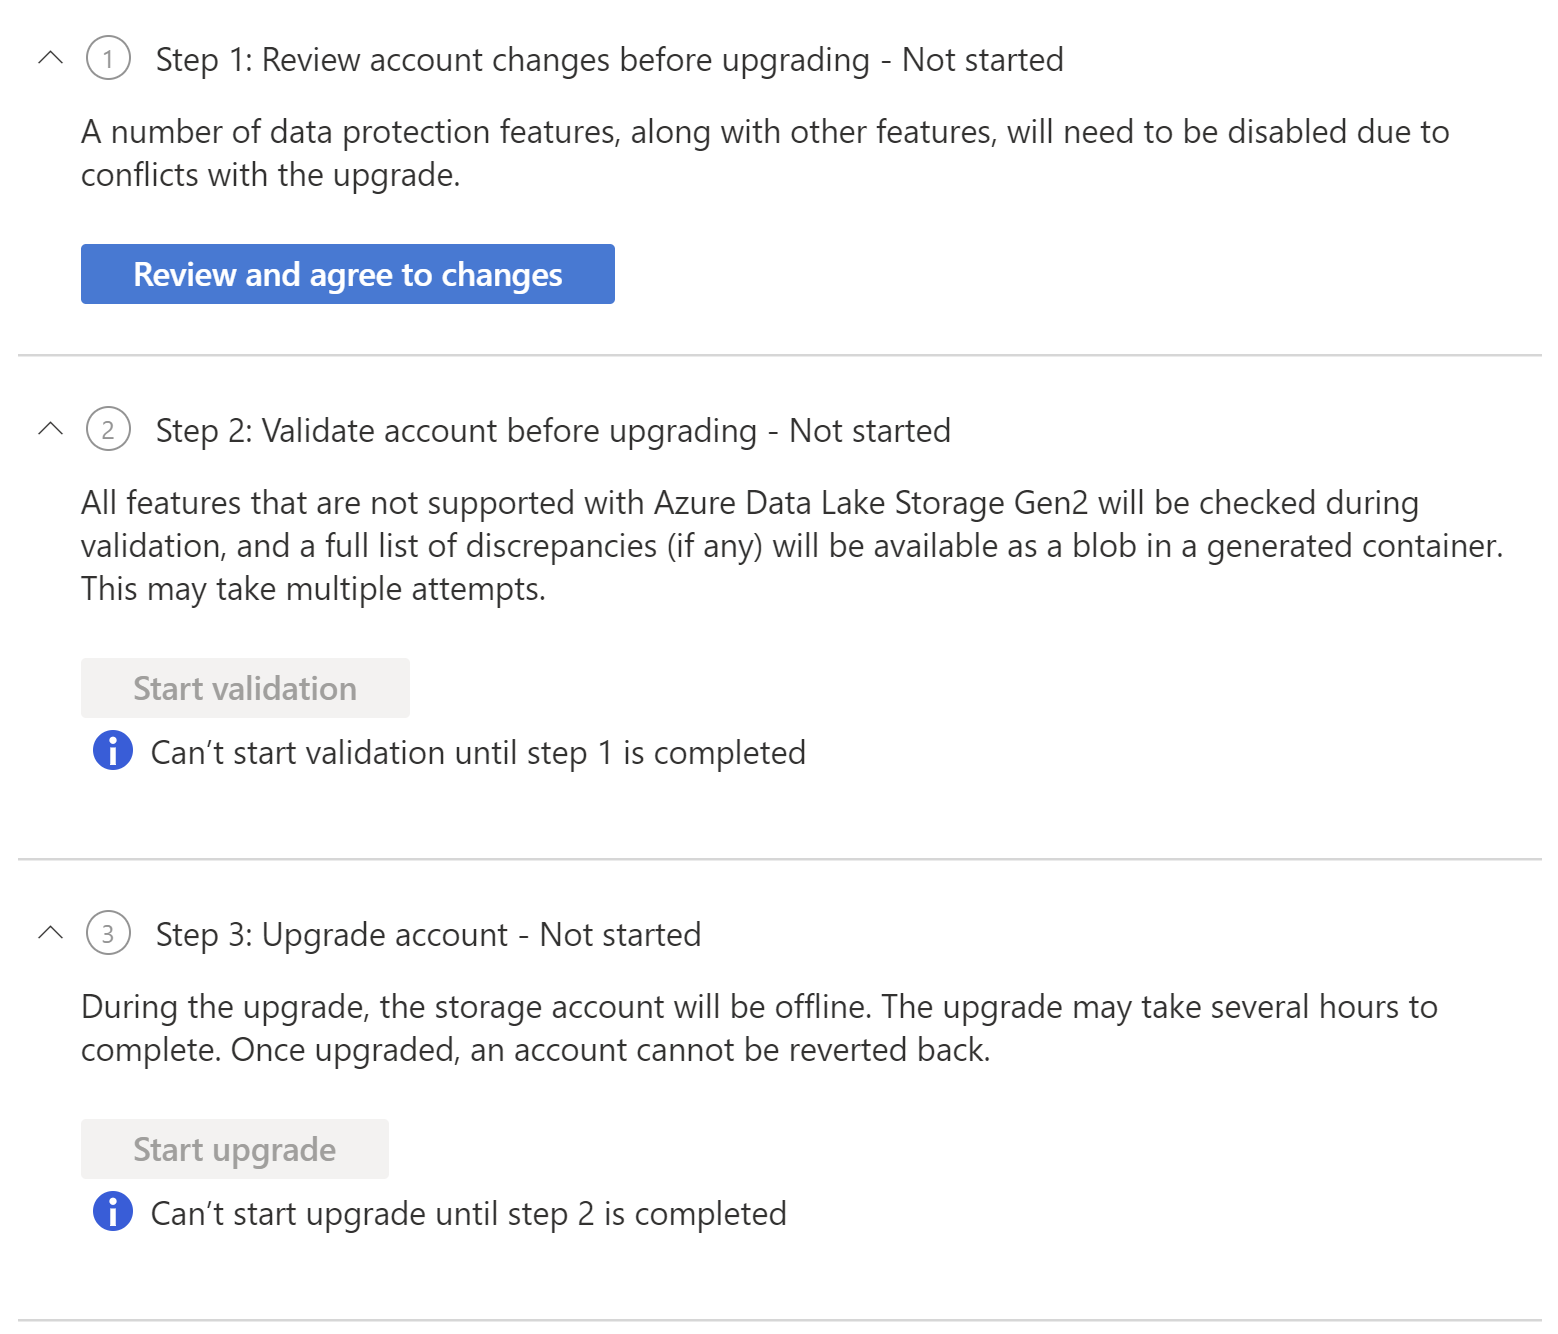 1 Step 1: Review account changes before upgrading - Not started
A number of data protection features, along with other features, will need to be disabled due to
conflicts with the upgrade.
Review and agree to changes
2 Step 2: Validate account before upgrading - Not started
All features that are not supported with Azure Data Lake Storage Gen2 will be checked during
validation, and a full list of discrepancies (if any) will be available as a blob in a generated container.
This may take multiple attempts.
Start validation
Can’t start validation until step 1 is completed
3 Step 3: Upgrade account - Not started
During the upgrade, the storage account will be offline. The upgrade may take several hours to
complete. Once upgraded, an account cannot be reverted back.
Start upgrade
Can’t start upgrade until step 2 is completed